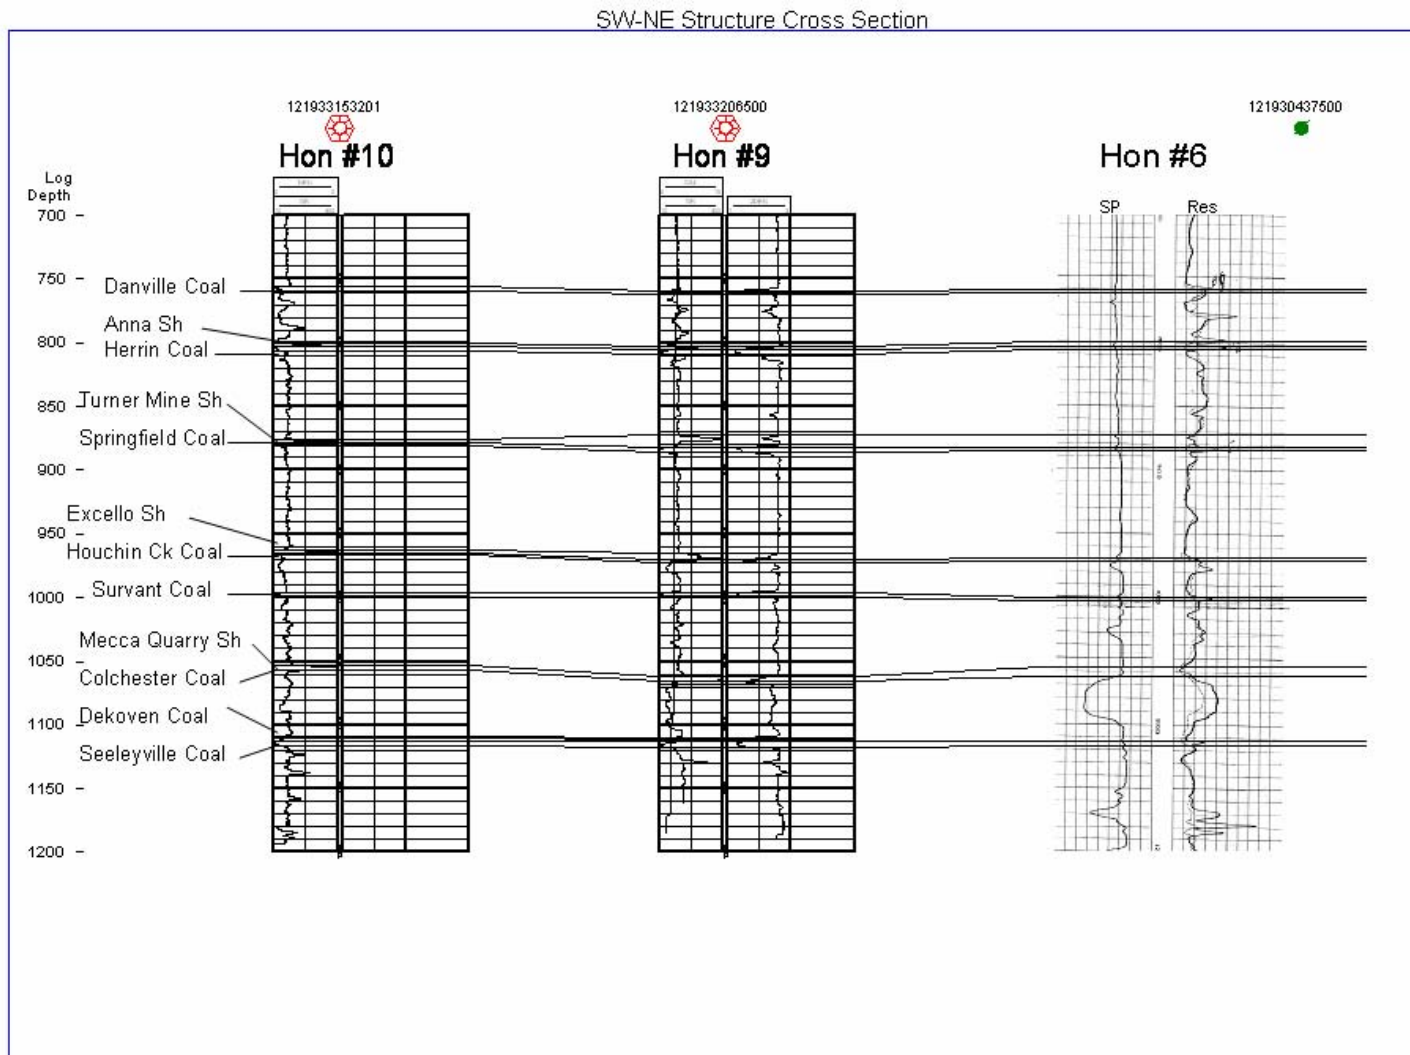 SW-NE Structure Cross Section
121933153201
121933206500
121930437500
Hon #10
Hon #9
Hon #6
Log
Depth
SP
Res
700
750
Danville Coal
Anna Sh
800
Herrin Coal
Turner Mine Sh
850
Springfield Coal
900
Excello Sh
950
Houchin Ck Coal
Survant Coal
1000
Mecca Quarry Sh
1050
Colchester Coal
Dekoven Coal
1100
Seeleyville Coal
1150
1200